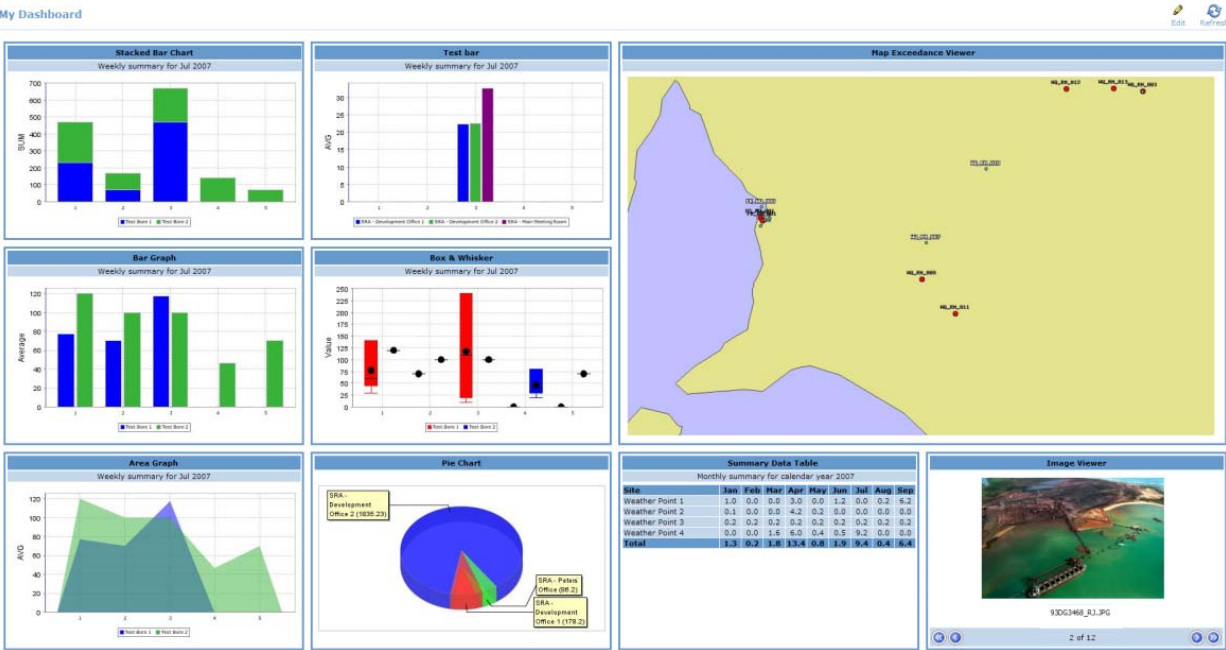 My Dashboard
Edit
Refresh
Stacked Bar Chart
Weekly summary for Jul 2007
700
600
500
400
300
200
100
0
SUM
1 2 3 4 5
Test Bore 1 Test Bore 2
Test bar
Weekly summary for Jul 2007
30
25
20
15
10
5
0
AVG
1 2 3 4 5
SRA - Development Office 1 SRA - Development Office 2 SRA - Main Meeting Room
Map Exceedance Viewer
WQ_RM_011
Bar Graph
Weekly summary for Jul 2007
120
100
80
60
40
20
0
Average
1 2 3 4 5
Test Bore 1 Test Bore 2
Box & Whisker
Weekly summary for Jul 2007
250
225
200
175
150
125
100
75
50
25
0
Value
1 2 3 4 5
Test Bore 1 Test Bore 2
Area Graph
Weekly summary for Jul 2007
120
100
80
60
40
20
0
AVG
1 2 3 4 5
Test Bore 1 Test Bore 2
Pie Chart
SRA -
Development
Office 2 (1836.23)
SRA - Peters
Office (86.2)
SRA -
Development
Office 1 (178.2)
Summary Data Table
Monthly summary for calendar year 2007
Site Jan Feb Mar Apr May Jun Jul Aug Sep
Weather Point 1 1.0 0.0 0.0 3.0 0.0 1.2 0.0 0.2 6.2
Weather Point 2 0.1 0.0 0.0 4.2 0.2 0.0 0.0 0.0 0.0
Weather Point 3 0.2 0.2 0.2 0.2 0.2 0.2 0.2 0.2 0.2
Weather Point 4 0.0 0.0 1.6 6.0 0.4 0.5 9.2 0.0 0.0
Total 1.3 0.2 1.8 13.4 0.8 1.9 9.4 0.4 6.4
Image Viewer
93DG3468_RJ.JPG
2 of 12